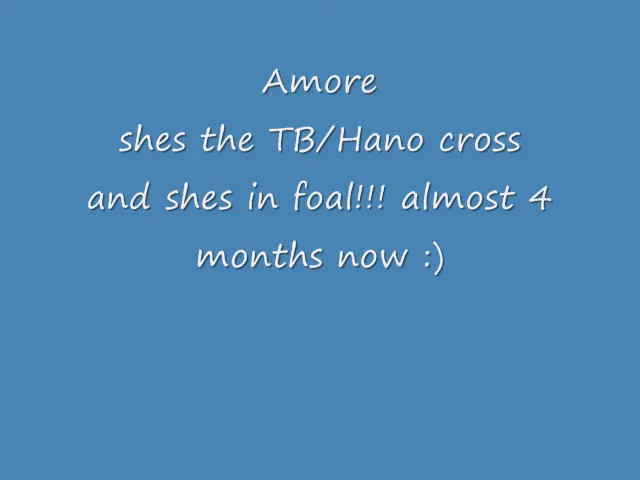 Amore
shes the TB/Hano cross
and shes in foal!!! almost 4
months now :)